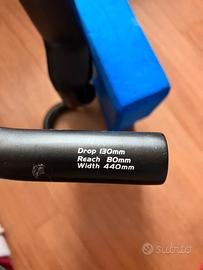 Drop 130mm
Reach 80mm
Width 440mm
subito